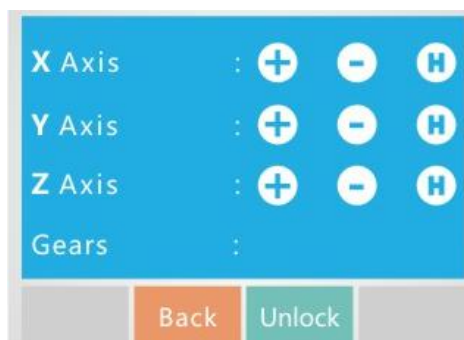 X Axis : + - H
Y Axis : + - H
Z Axis : + - H
Gears :
Back Unlock